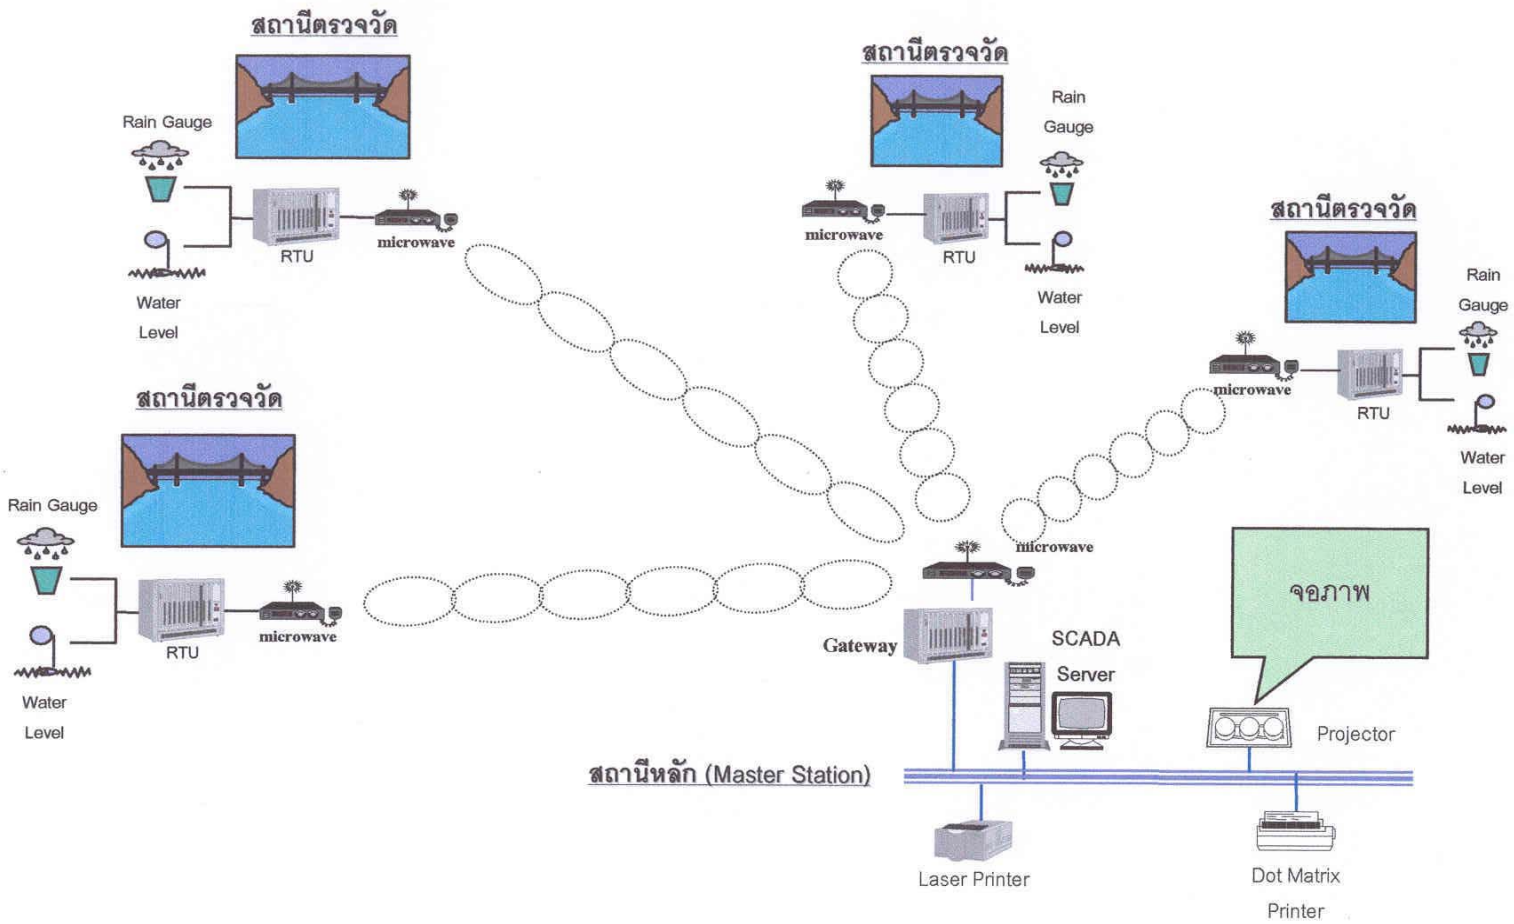 สถานีตรวจวัด
Rain Gauge
RTU
microwave
Water
Level
สถานีตรวจวัด
Rain
Gauge
microwave
RTU
Water
Level
สถานีตรวจวัด
Rain
Gauge
microwave
RTU
Water
Level
สถานีตรวจวัด
Rain Gauge
RTU
microwave
Water
Level
microwave
Gateway
SCADA
Server
จอภาพ
Projector
สถานีหลัก (Master Station)
Laser Printer
Dot Matrix
Printer